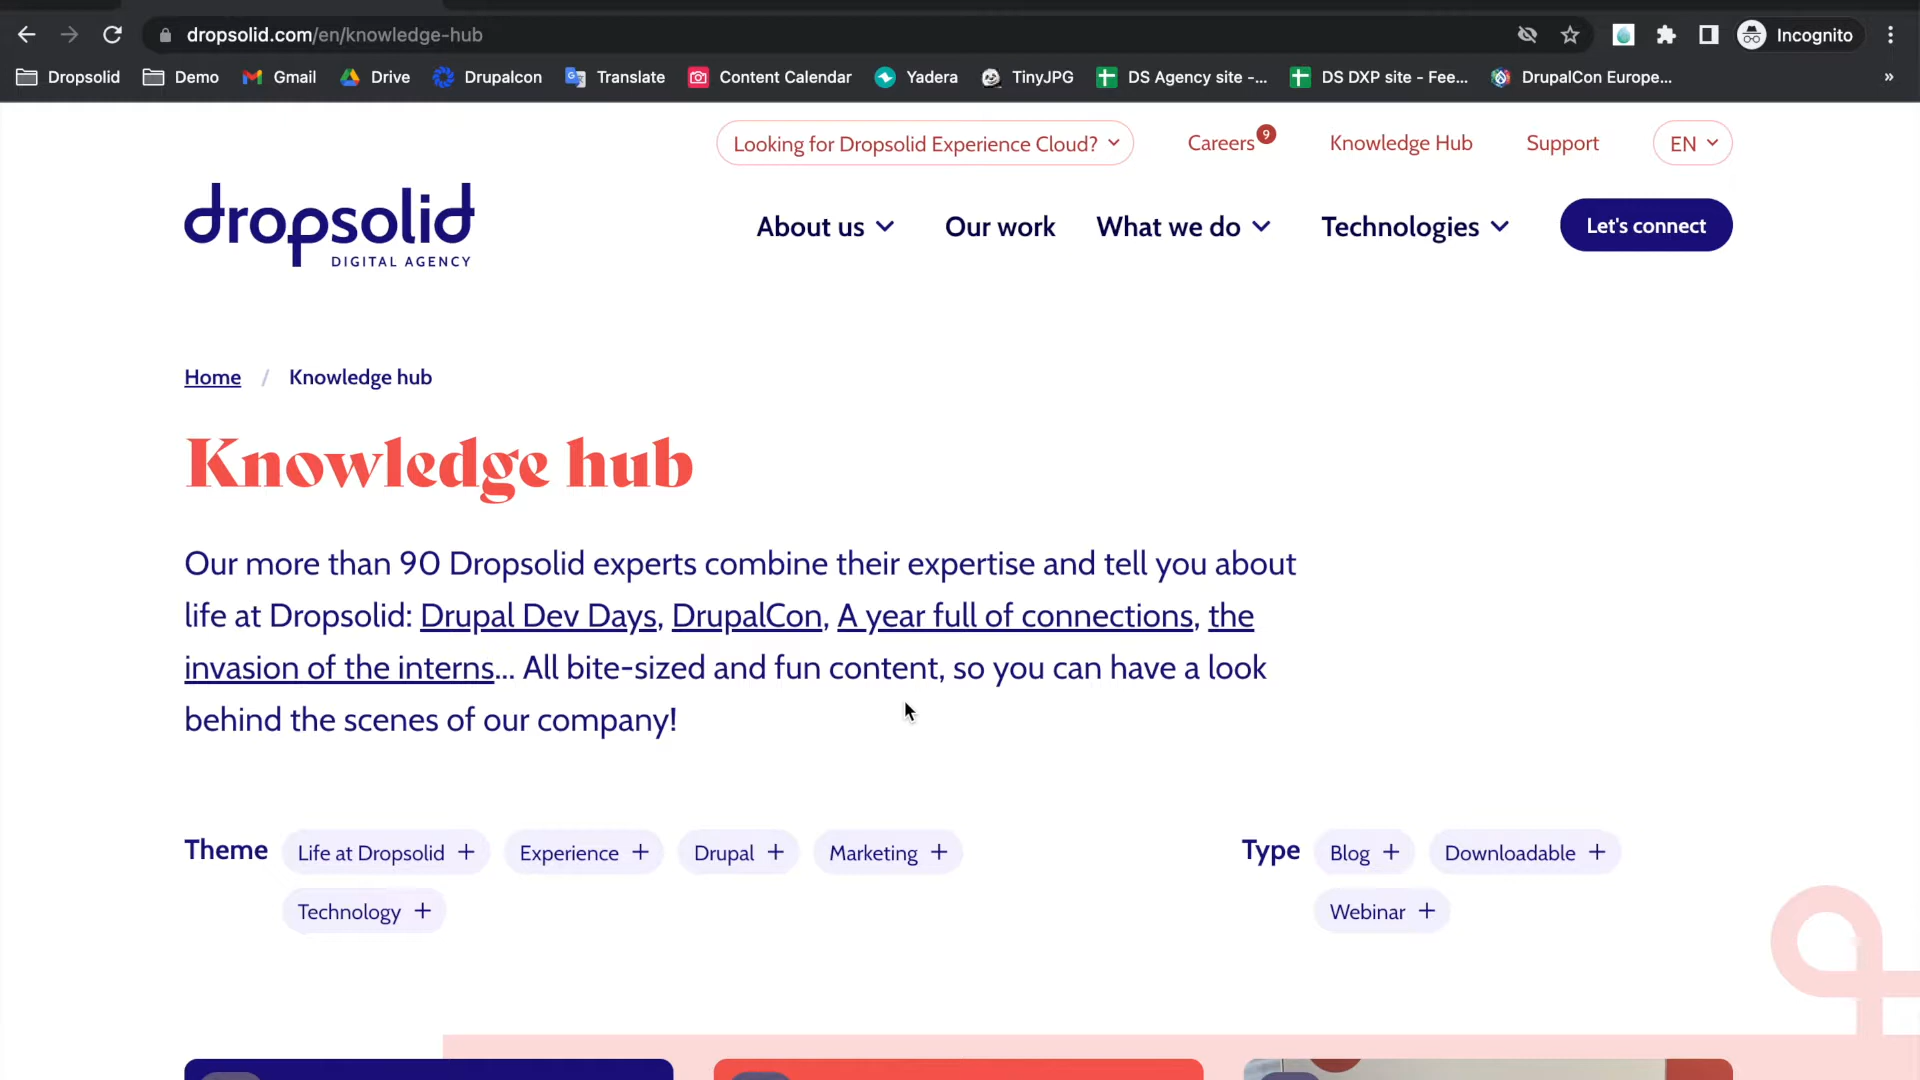 dropsolid.com/en/knowledge-hub
Incognito
Dropsolid Demo Gmail Drive Drupalcon Translate Content Calendar Yadera TinyJPG DS Agency site -... DS DXP site - Fee... DrupalCon Europe... »
Looking for Dropsolid Experience Cloud? Careers 9 Knowledge Hub Support EN
dropsolid
DIGITAL AGENCY
About us Our work What we do Technologies Let's connect
Home / Knowledge hub
Knowledge hub
Our more than 90 Dropsolid experts combine their expertise and tell you about
life at Dropsolid: Drupal Dev Days, DrupalCon, A year full of connections, the
invasion of the interns... All bite-sized and fun content, so you can have a look
behind the scenes of our company!
Theme Life at Dropsolid + Experience + Drupal + Marketing +
Technology +
Type Blog + Downloadable +
Webinar +